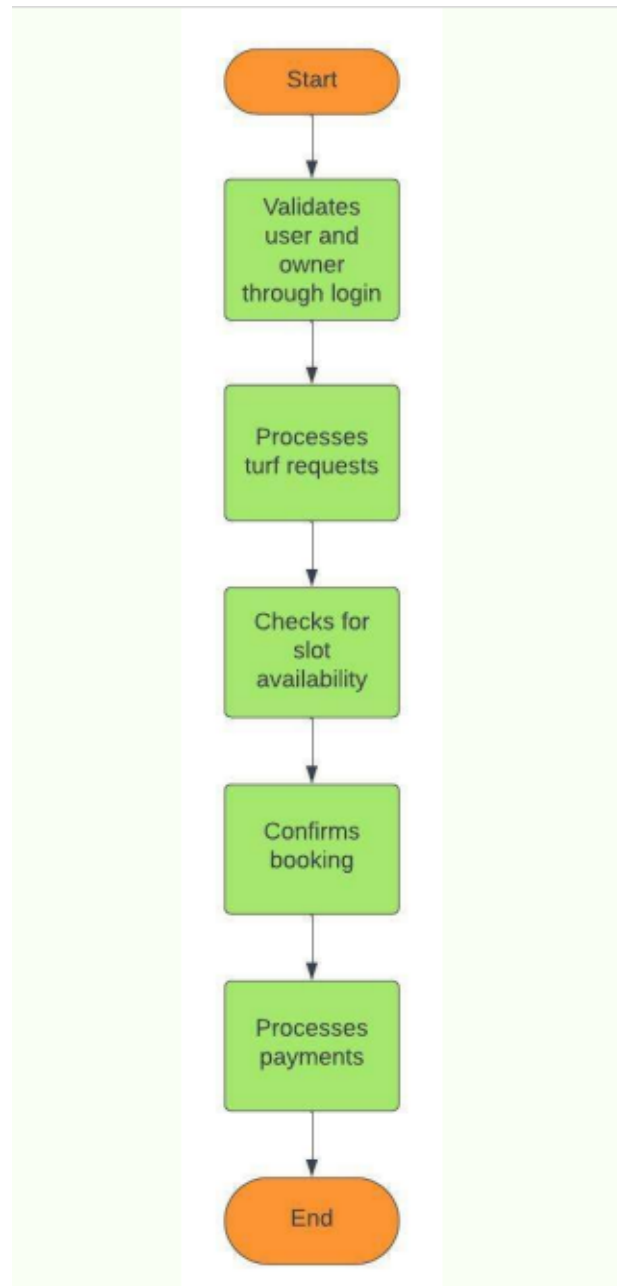 Start
Validates
user and
owner
through login
Processes
turf requests
Checks for
slot
availability
Confirms
booking
Processes
payments
End